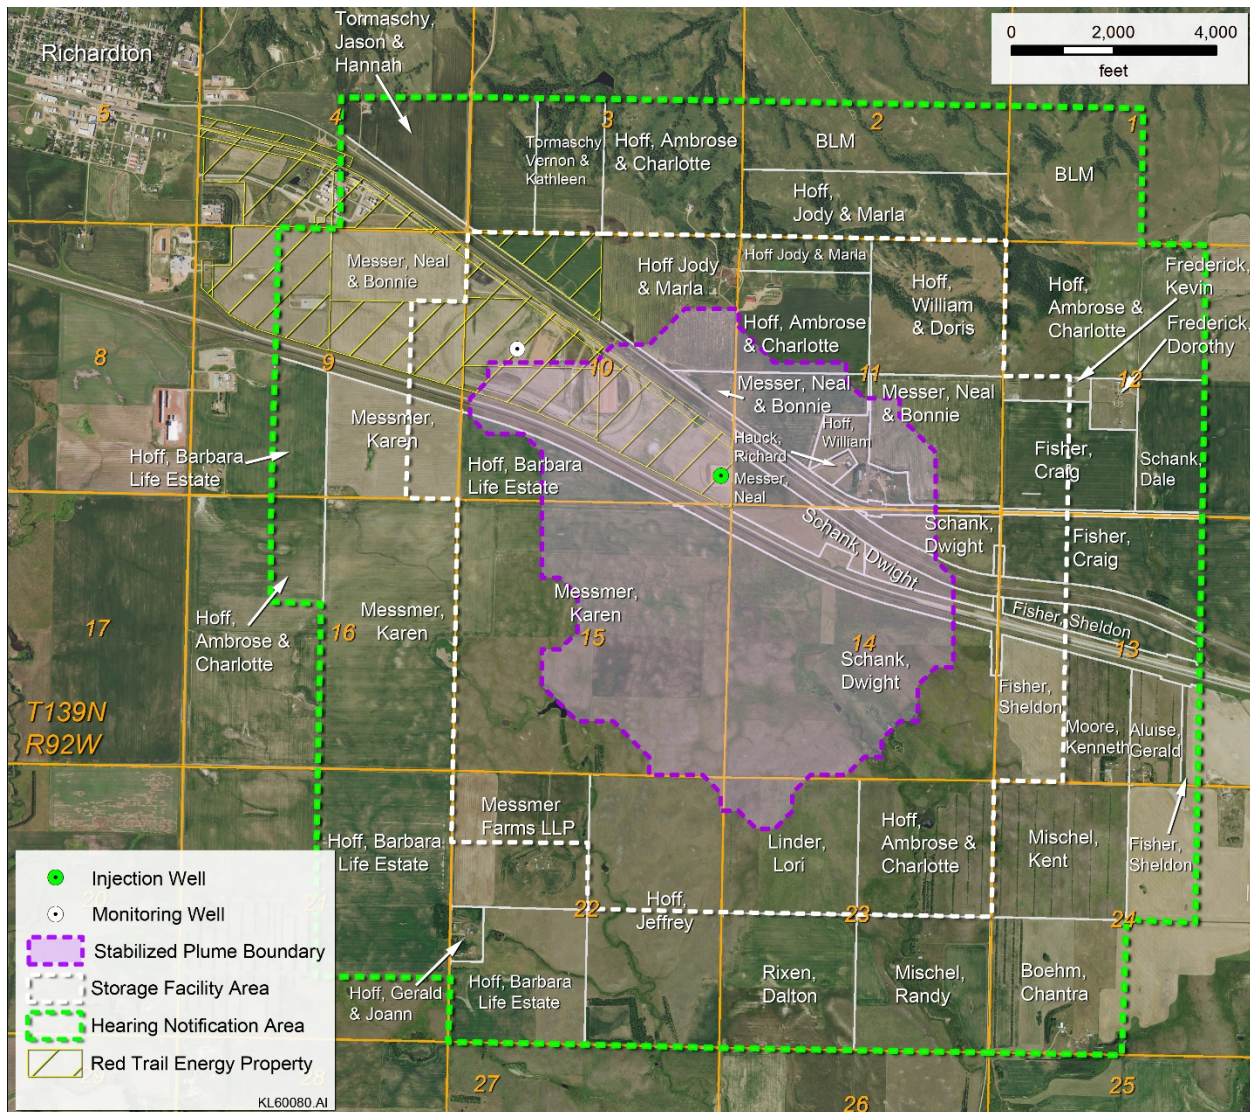 Richardton
Tormaschy,
Jason &
Hannah
0
2,000
4,000
feet
5
4
3
2
1
Tormaschy
Vernon &
Kathleen
Hoff, Ambrose
& Charlotte
BLM
BLM
Hoff,
Jody & Marla
Messer, Neal
& Bonnie
Hoff Jody
& Marla
Hoff Jody & Marla
Hoff,
William
& Doris
Hoff,
Ambrose &
Charlotte
Frederick,
Kevin
Frederick,
Dorothy
Hoff, Ambrose
& Charlotte
8
9
10
11
12
Messer, Neal
& Bonnie
Messer, Neal
& Bonnie
Messmer,
Karen
Hoff,
William
Hauck,
Richard
Hoff, Barbara
Life Estate
Hoff, Barbara
Life Estate
Messer,
Neal
Fisher,
Craig
Schank,
Dale
Schank, Dwight
Schank,
Dwight
Fisher,
Craig
Hoff,
Ambrose &
Charlotte
Messmer,
Karen
Messmer,
Karen
Fisher, Sheldon
17
16
15
14
13
Schank,
Dwight
Fisher,
Sheldon
Moore,
Kenneth
Aluise,
Gerald
T139N
R92W
Messmer
Farms LLP
Hoff, Barbara
Life Estate
Linder,
Lori
Hoff,
Ambrose &
Charlotte
Mischel,
Kent
Fisher,
Sheldon
21
22
23
24
Hoff,
Jeffrey
Hoff, Gerald
& Joann
Hoff, Barbara
Life Estate
Rixen,
Dalton
Mischel,
Randy
Boehm,
Chantra
28
27
26
25
Injection Well
Monitoring Well
Stabilized Plume Boundary
Storage Facility Area
Hearing Notification Area
Red Trail Energy Property
KL60080.AI